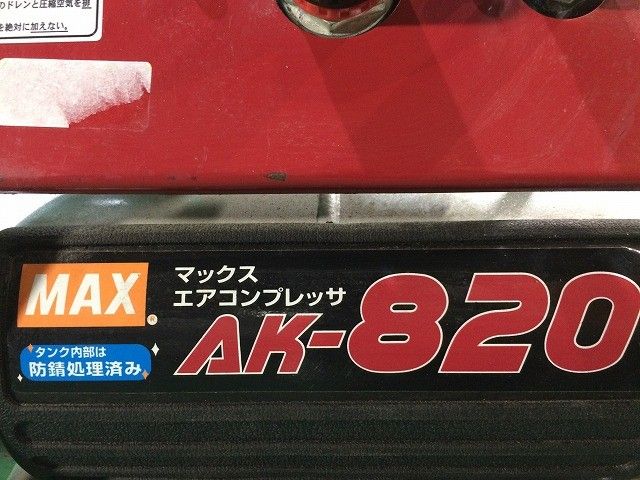 のドレンと圧縮空気を
を絶対に加えない。
MAX
®
マックス
エアコンプレッサ
AK-820
タンク内部は
防錆処理済み